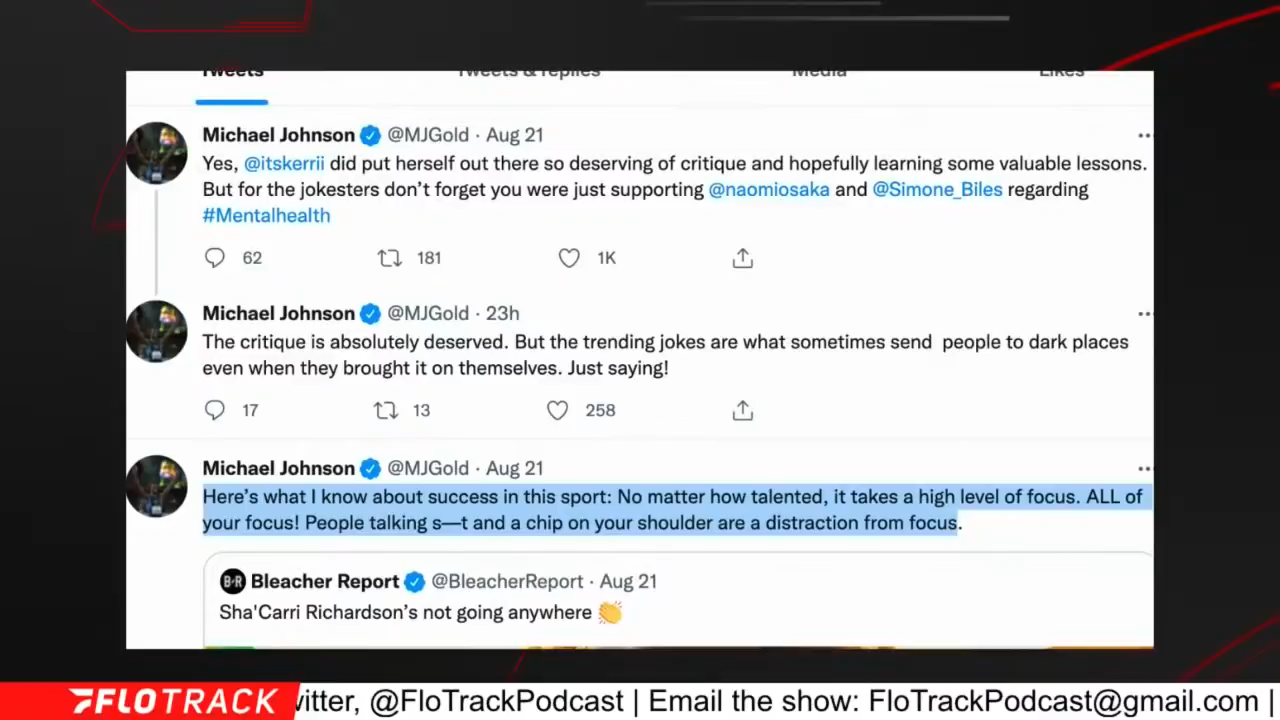 Tweets Tweets & replies Media Likes
Michael Johnson @MJGold · Aug 21
Yes, @itskerrii did put herself out there so deserving of critique and hopefully learning some valuable lessons.
But for the jokesters don't forget you were just supporting @naomiosaka and @Simone_Biles regarding
#Mentalhealth
62 181 1K
Michael Johnson @MJGold · 23h
The critique is absolutely deserved. But the trending jokes are what sometimes send people to dark places
even when they brought it on themselves. Just saying!
17 13 258
Michael Johnson @MJGold · Aug 21
Here's what I know about success in this sport: No matter how talented, it takes a high level of focus. ALL of
your focus! People talking s—t and a chip on your shoulder are a distraction from focus.
B/R Bleacher Report @BleacherReport · Aug 21
Sha'Carri Richardson's not going anywhere 👏
FLOTRACK witter, @FloTrackPodcast | Email the show: FloTrackPodcast@gmail.com |